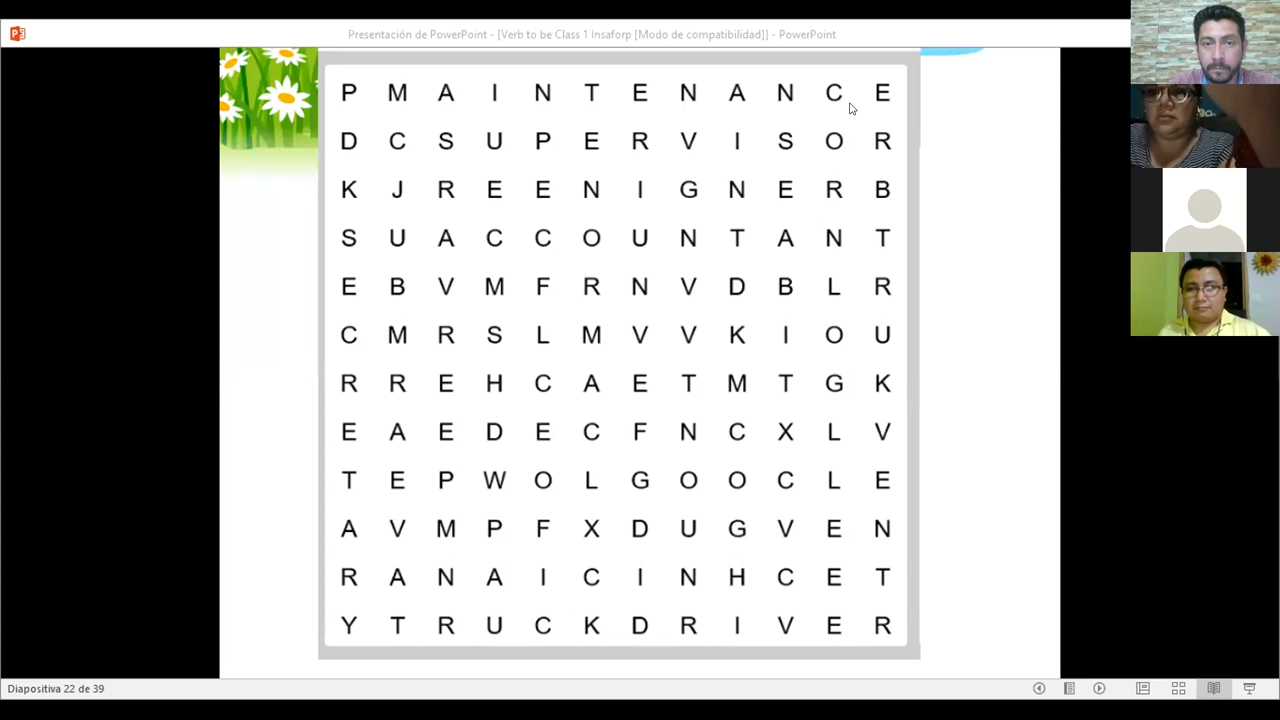 Presentación de PowerPoint - [Verb to be Class 1 Insaforp [Modo de compatibilidad]] - PowerPoint
P M A I N T E N A N C E
D C S U P E R V I S O R
K J R E E N I G N E R B
S U A C C O U N T A N T
E B V M F R N V D B L R
C M R S L M V V K I O U
R R E H C A E T M T G K
E A E D E C F N C X L V
T E P W O L G O O C L E
A V M P F X D U G V E N
R A N A I C I N H C E T
Y T R U C K D R I V E R
Diapositiva 22 de 39